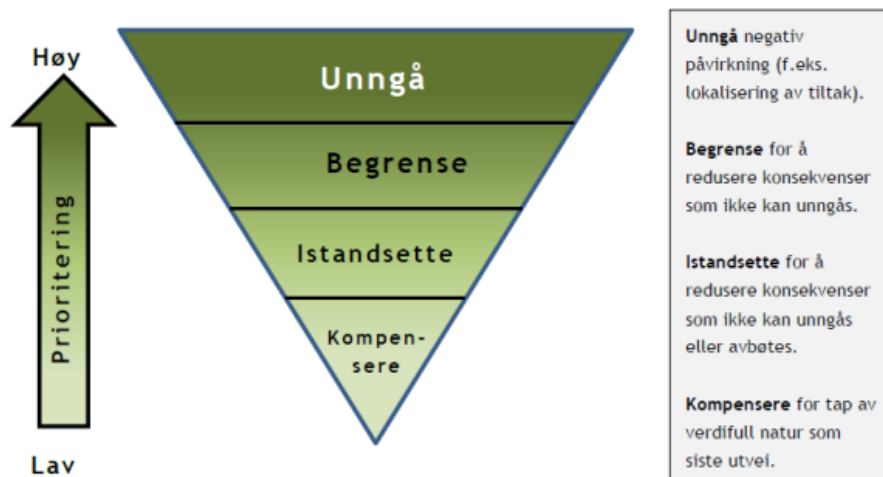 Høy
Prioritering
Lav
Unngå
Begrense
Istandsette
Kompen-
sere
Unngå negativ
påvirkning (f.eks.
lokalisering av tiltak).
Begrense for å
redusere konsekvenser
som ikke kan unngås.
Istandsette for å
redusere konsekvenser
som ikke kan unngås
eller avbøtes.
Kompensere for tap av
verdifull natur som
siste utvei.